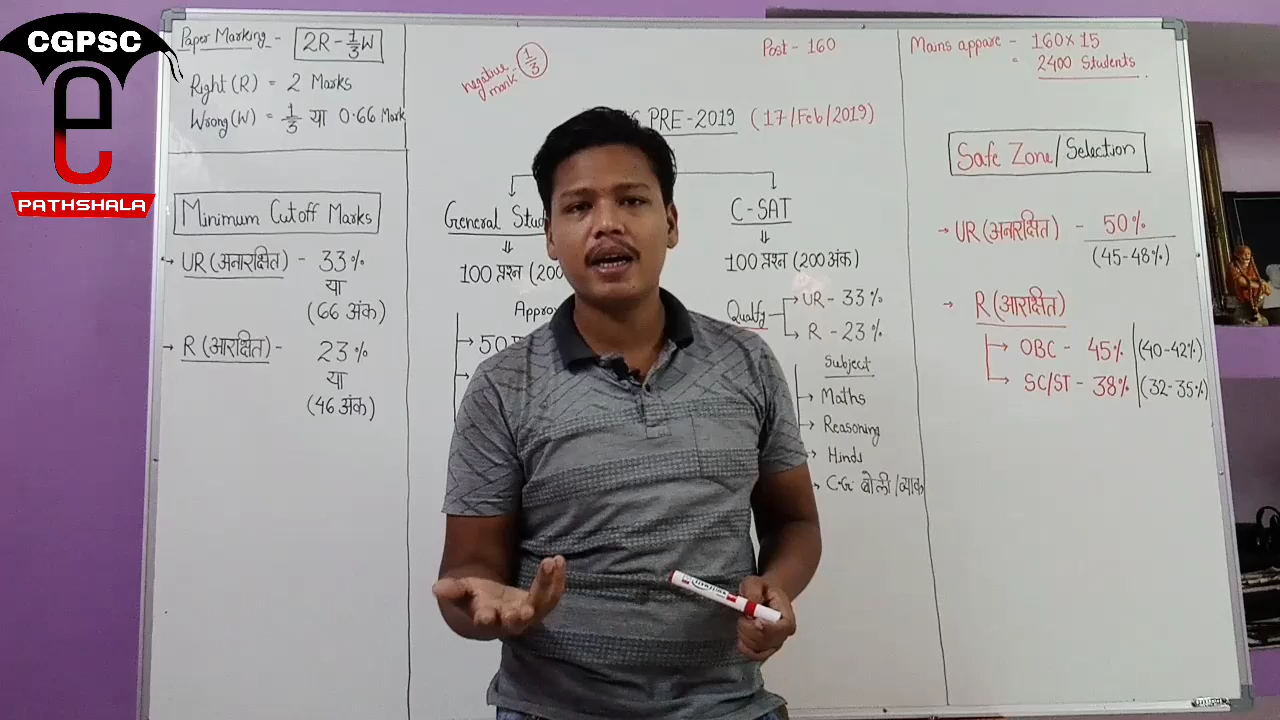 CGPSC
e
PATHSHALA
Paper Marking - 2R - 1/3 W
Right (R) = 2 Marks
Wrong (W) = 1/3 या 0.66 Mark
Minimum Cutoff Marks
→ UR (अनारक्षित) - 33%
या
(66 अंक)
→ R (आरक्षित) - 23%
या
(46 अंक)
negative mark - 1/3
Post - 160
PRE - 2019 (17/Feb/2019)
General
100 प्रश्न (200
→ 50
C-SAT
100 प्रश्न (200 अंक)
Qualify → UR - 33%
→ R - 23%
Subject
→ Maths
→ Reasoning
→ Hindi
→ C.G. बोली/व्याक
Mains appare - 160 x 15
= 2400 Students
Safe Zone/Selection
→ UR (अनारक्षित) - 50%
(45-48%)
→ R (आरक्षित)
→ OBC - 45% (40-42%)
→ SC/ST - 38% (32-35%)